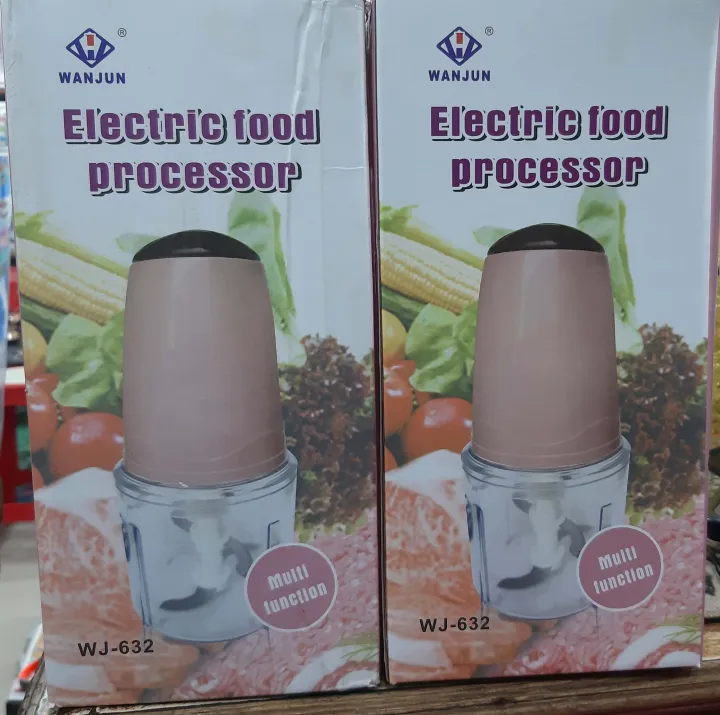 ®
WANJUN
Electric food
processor
Multi
function
WJ-632
®
WANJUN
Electric food
processor
Multi
function
WJ-632